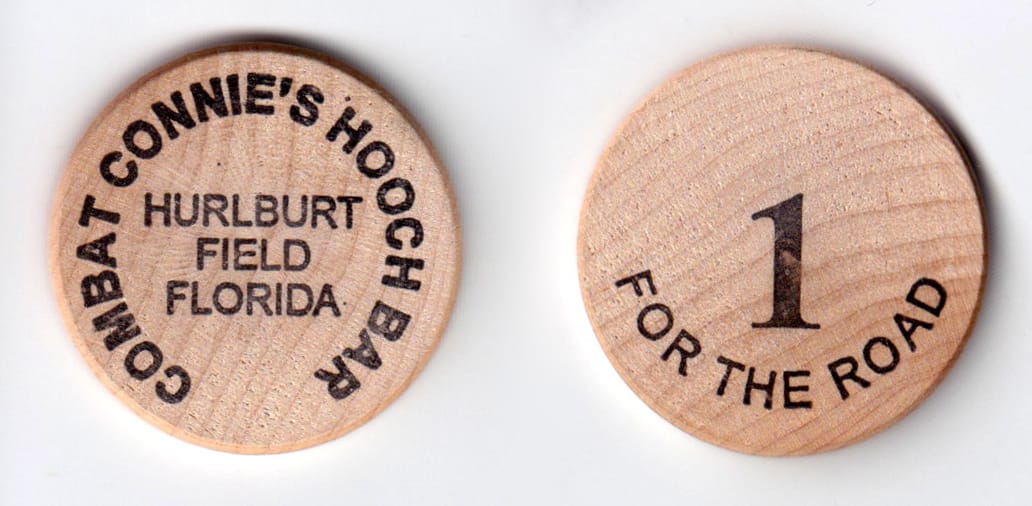 COMBAT CONNIE'S HOOCH BAR
HURLBURT
FIELD
FLORIDA
1
FOR THE ROAD